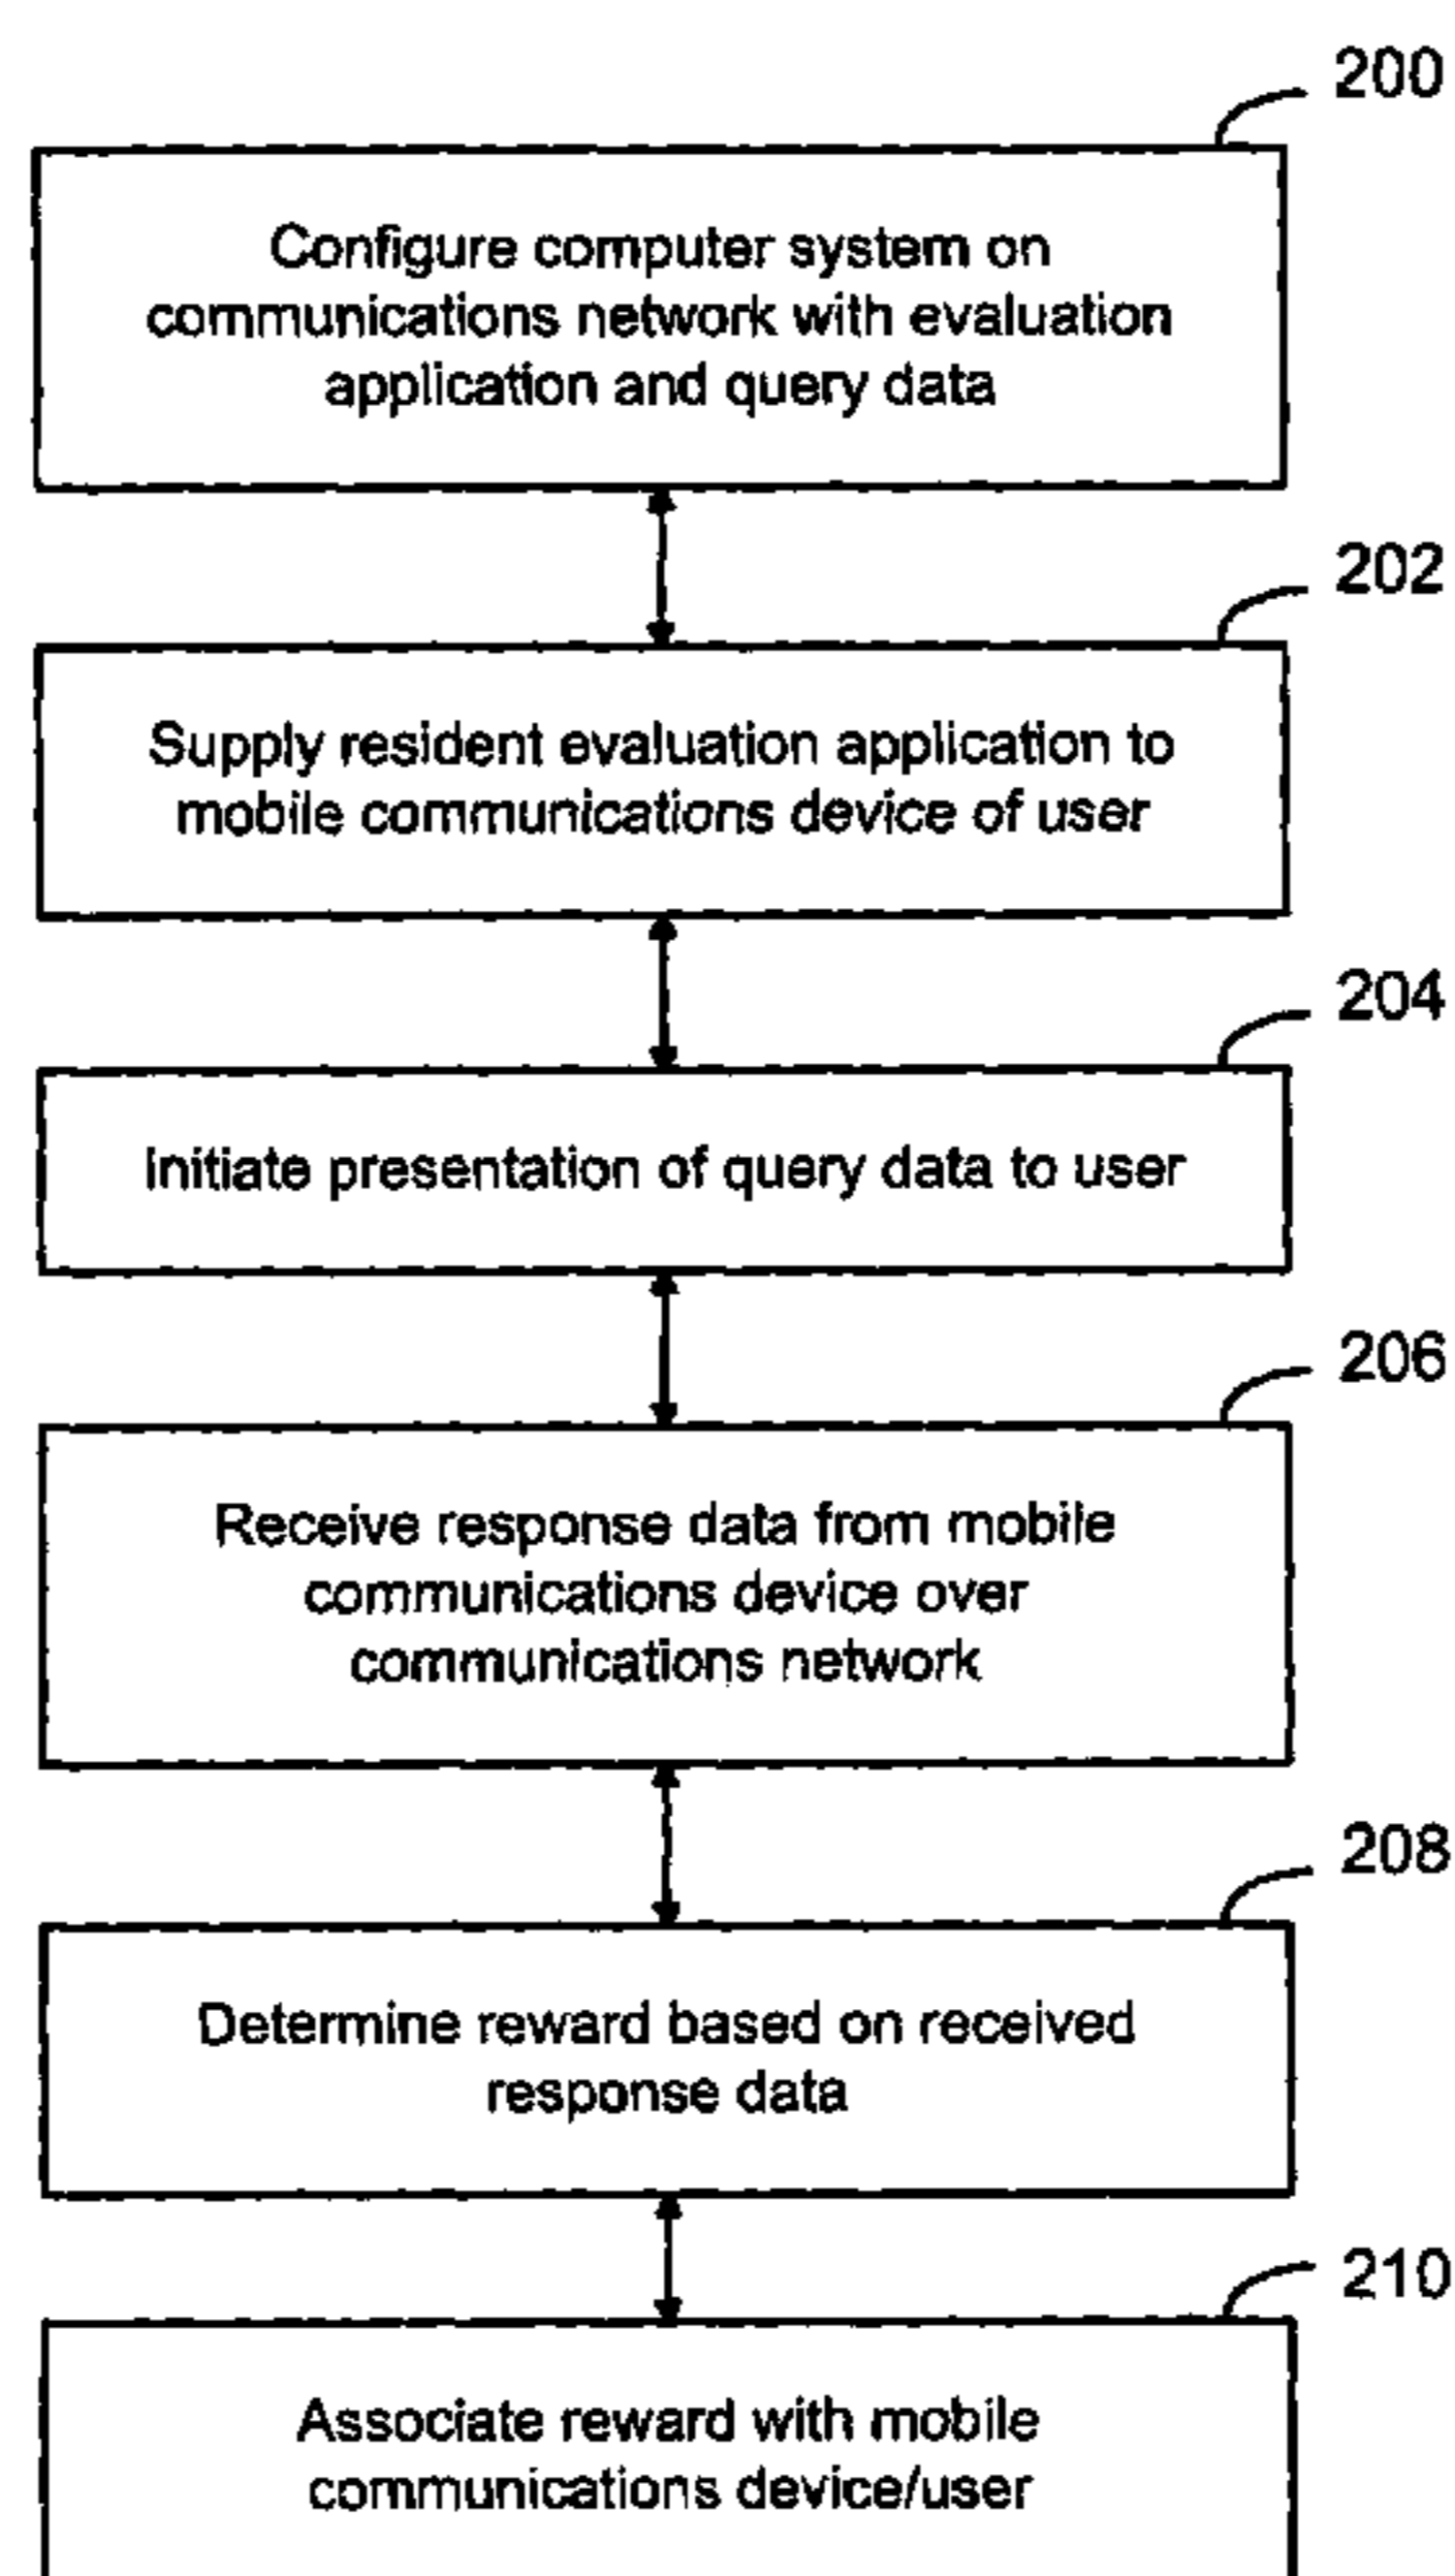 200
Configure computer system on
communications network with evaluation
application and query data
202
Supply resident evaluation application to
mobile communications device of user
204
Initiate presentation of query data to user
206
Receive response data from mobile
communications device over
communications network
208
Determine reward based on received
response data
210
Associate reward with mobile
communications device/user